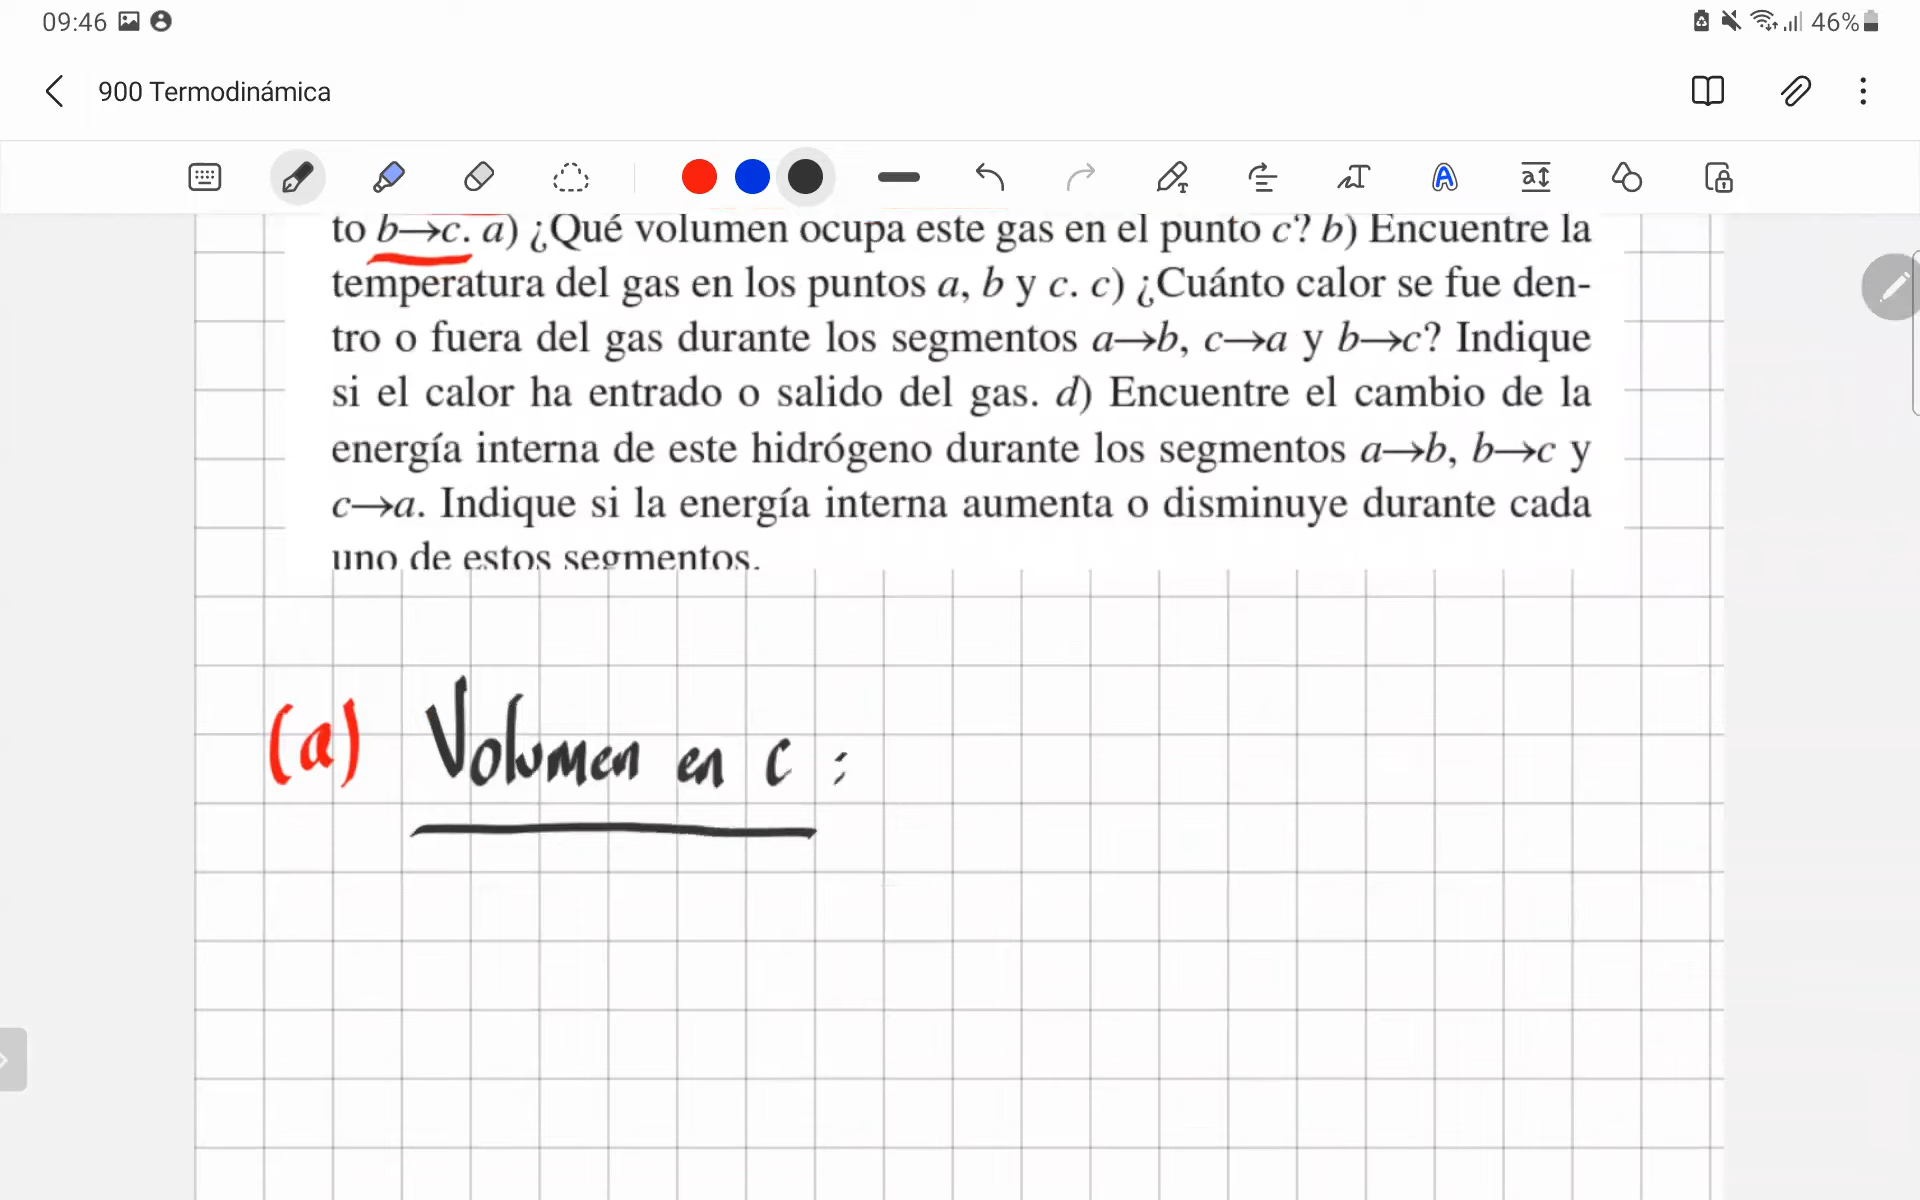 09:46
46%
900 Termodinámica
to b→c. a) ¿Qué volumen ocupa este gas en el punto c? b) Encuentre la
temperatura del gas en los puntos a, b y c. c) ¿Cuánto calor se fue den-
tro o fuera del gas durante los segmentos a→b, c→a y b→c? Indique
si el calor ha entrado o salido del gas. d) Encuentre el cambio de la
energía interna de este hidrógeno durante los segmentos a→b, b→c y
c→a. Indique si la energía interna aumenta o disminuye durante cada
uno de estos segmentos.
(a) Volumen en c :